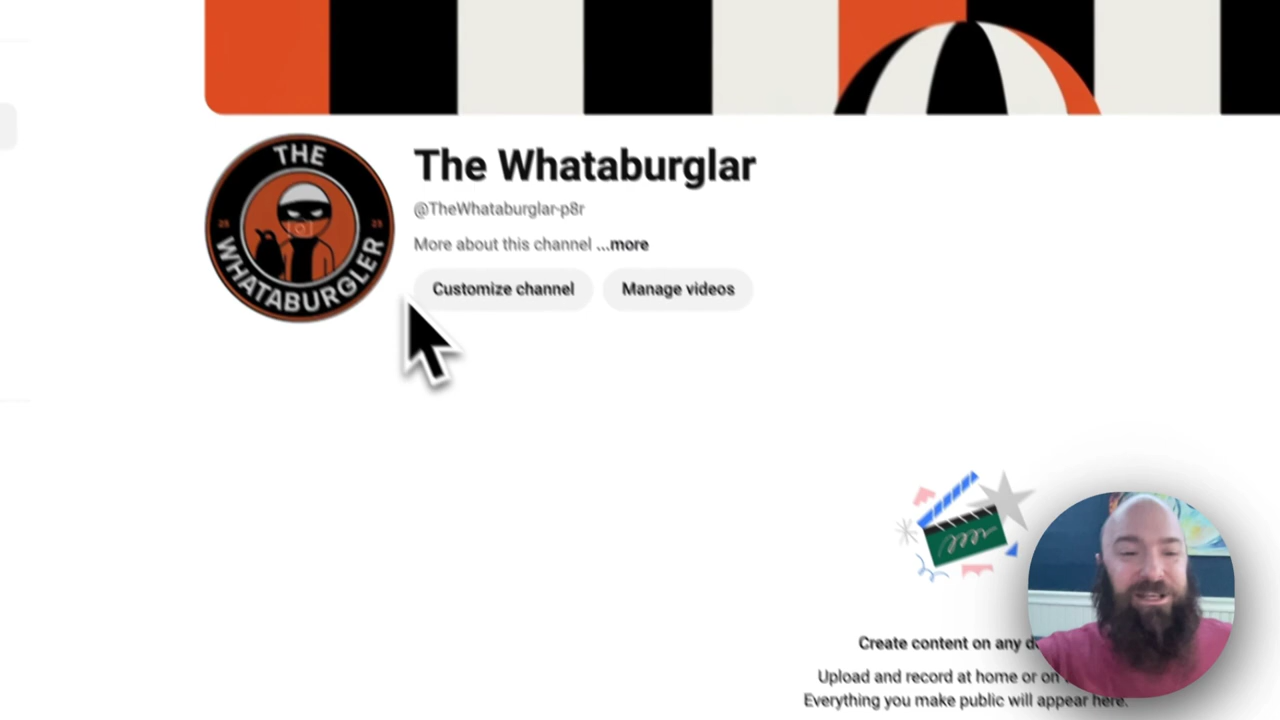 THE
WHATABURGLER
The Whataburglar
@TheWhataburglar-p8r
More about this channel ...more
Customize channel
Manage videos
Create content on any
Upload and record at home or on
Everything you make public will appear here.